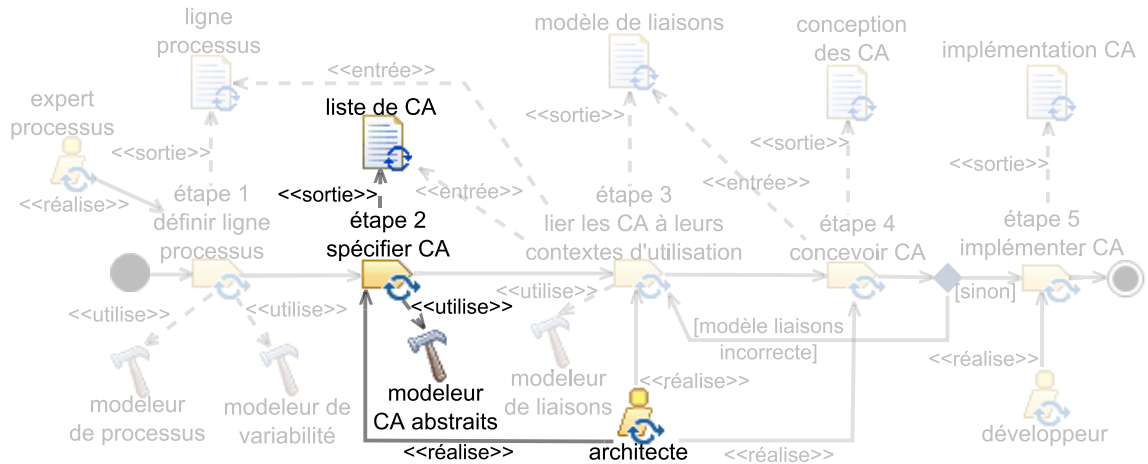 ligne
processus
modèle de liaisons
conception
des CA
implémentation CA
<<entrée>>
expert
processus
liste de CA
<<sortie>>
<<sortie>>
<<sortie>>
<<sortie>>
<<réalise>>
étape 1
définir ligne
processus
<<sortie>>
<<entrée>>
étape 2
spécifier CA
étape 3
lier les CA à leurs
contextes d'utilisation
<<entrée>>
étape 4
concevoir CA
étape 5
implémenter CA
<<utilise>>
<<utilise>>
<<utilise>>
<<utilise>>
[sinon]
[modèle liaisons
incorrecte]
modeleur
de processus
modeleur de
variabilité
modeleur
CA abstraits
modeleur
de liaisons
<<réalise>>
<<réalise>>
développeur
<<réalise>>
architecte
<<réalise>>